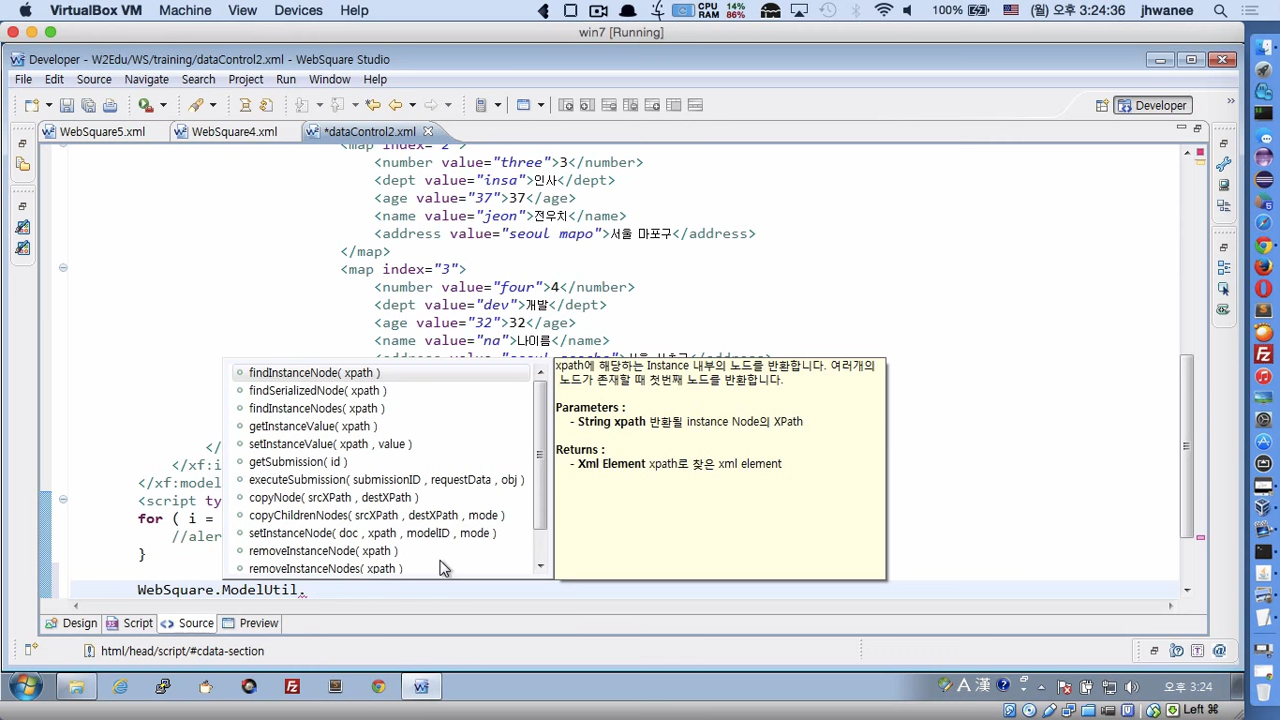 VirtualBox VM Machine View Devices Help
CPU 14%
RAM 86%
100% (월) 오후 3:24:36 jhwanee
win7 [Running]
Developer - W2Edu/WS/training/dataControl2.xml - WebSquare Studio
File Edit Source Navigate Search Project Run Window Help
Developer
WebSquare5.xml WebSquare4.xml *dataControl2.xml
<map index="2">
<number value="three">3</number>
<dept value="insa">인사</dept>
<age value="37">37</age>
<name value="jeon">전우치</name>
<address value="seoul mapo">서울 마포구</address>
</map>
<map index="3">
<number value="four">4</number>
<dept value="dev">개발</dept>
<age value="32">32</age>
<name value="na">나이름</name>
findInstanceNode( xpath )
findSerializedNode( xpath )
findInstanceNodes( xpath )
getInstanceValue( xpath )
setInstanceValue( xpath , value )
getSubmission( id )
executeSubmission( submissionID , requestData , obj )
copyNode( srcXPath , destXPath )
copyChildrenNodes( srcXPath , destXPath , mode )
setInstanceNode( doc , xpath , modelID , mode )
removeInstanceNode( xpath )
removeInstanceNodes( xpath )
xpath에 해당하는 Instance 내부의 노드를 반환합니다. 여러개의
노드가 존재할 때 첫번째 노드를 반환합니다.
Parameters :
- String xpath 반환될 instance Node의 XPath
Returns :
- Xml Element xpath로 찾은 xml element
</
</xf:i
</xf:model
<script ty
for ( i =
//aler
}
WebSquare.ModelUtil.
Design Script Source Preview
html/head/script/#cdata-section
A 漢
오후 3:24
Left ⌘